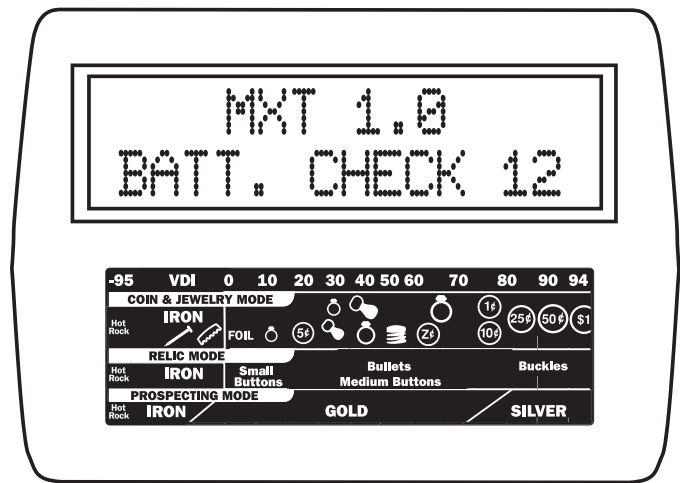 MXT 1.0
BATT. CHECK 12
-95 VDI 0 10 20 30 40 50 60 70 80 90 94
COIN & JEWELRY MODE
Hot Rock IRON FOIL 5¢ Z¢ 1¢ 10¢ 25¢ 50¢ $1
RELIC MODE
Hot Rock IRON Small Buttons Bullets Medium Buttons Buckles
PROSPECTING MODE
Hot Rock IRON GOLD SILVER